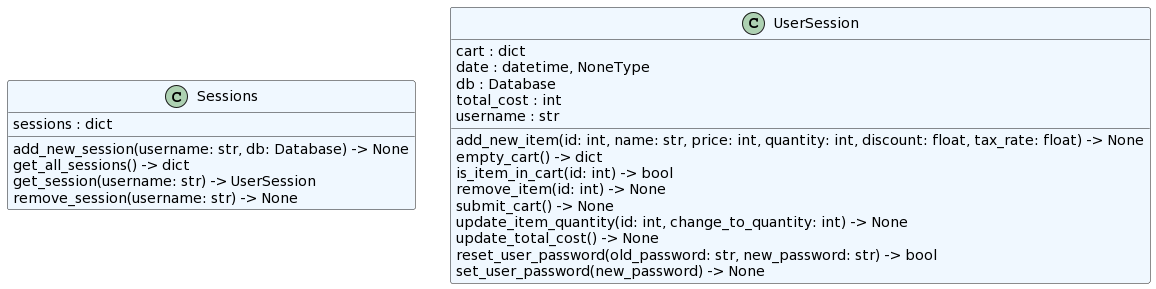 C Sessions
sessions : dict
add_new_session(username: str, db: Database) -> None
get_all_sessions() -> dict
get_session(username: str) -> UserSession
remove_session(username: str) -> None
C UserSession
cart : dict
date : datetime, NoneType
db : Database
total_cost : int
username : str
add_new_item(id: int, name: str, price: int, quantity: int, discount: float, tax_rate: float) -> None
empty_cart() -> dict
is_item_in_cart(id: int) -> bool
remove_item(id: int) -> None
submit_cart() -> None
update_item_quantity(id: int, change_to_quantity: int) -> None
update_total_cost() -> None
reset_user_password(old_password: str, new_password: str) -> bool
set_user_password(new_password) -> None